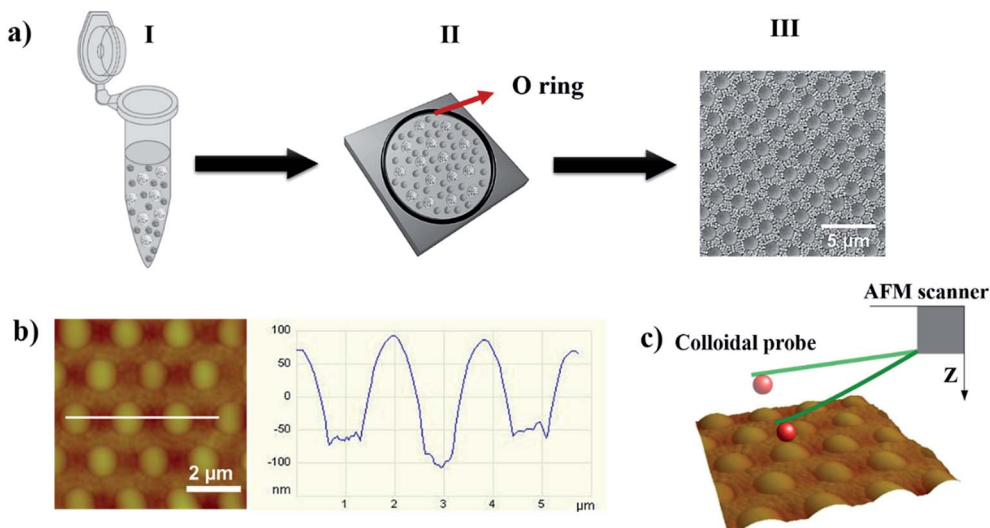 a)
I
II
III
O ring
5 µm
b)
2 µm
100
50
0
-50
-100
nm
1
2
3
4
5
µm
c)
AFM scanner
Colloidal probe
Z